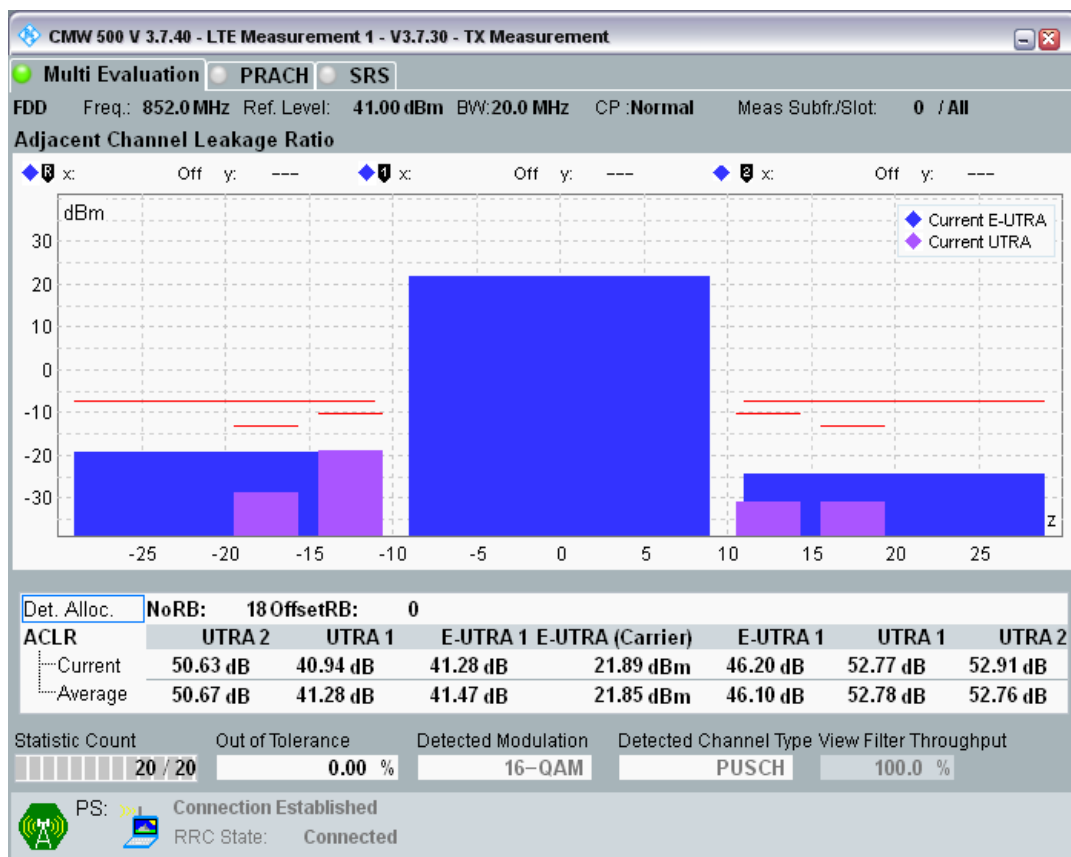 CMW 500 V 3.7.40 - LTE Measurement 1 - V3.7.30 - TX Measurement
Multi Evaluation PRACH SRS
FDD Freq.: 852.0 MHz Ref. Level: 41.00 dBm BW: 20.0 MHz CP :Normal Meas Subfr./Slot: 0 / All
Adjacent Channel Leakage Ratio
R x: Off y: --- 1 x: Off y: --- 2 x: Off y: ---
dBm
Current E-UTRA
Current UTRA
30
20
10
0
-10
-20
-30
z
-25 -20 -15 -10 -5 0 5 10 15 20 25
Det. Alloc. NoRB: 18 OffsetRB: 0
ACLR UTRA 2 UTRA 1 E-UTRA 1 E-UTRA (Carrier) E-UTRA 1 UTRA 1 UTRA 2
Current 50.63 dB 40.94 dB 41.28 dB 21.89 dBm 46.20 dB 52.77 dB 52.91 dB
Average 50.67 dB 41.28 dB 41.47 dB 21.85 dBm 46.10 dB 52.78 dB 52.76 dB
Statistic Count Out of Tolerance Detected Modulation Detected Channel Type View Filter Throughput
20 / 20 0.00 % 16-QAM PUSCH 100.0 %
PS: Connection Established
RRC State: Connected